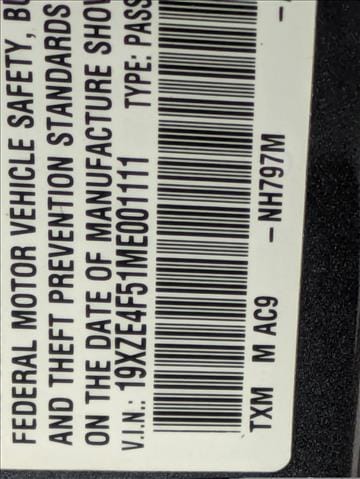 FEDERAL MOTOR VEHICLE SAFETY, BU
AND THEFT PREVENTION STANDARDS
ON THE DATE OF MANUFACTURE SHOW
V.I.N.: 19XZE4F51ME001111 TYPE: PASS
TXM M AC9 -NH797M